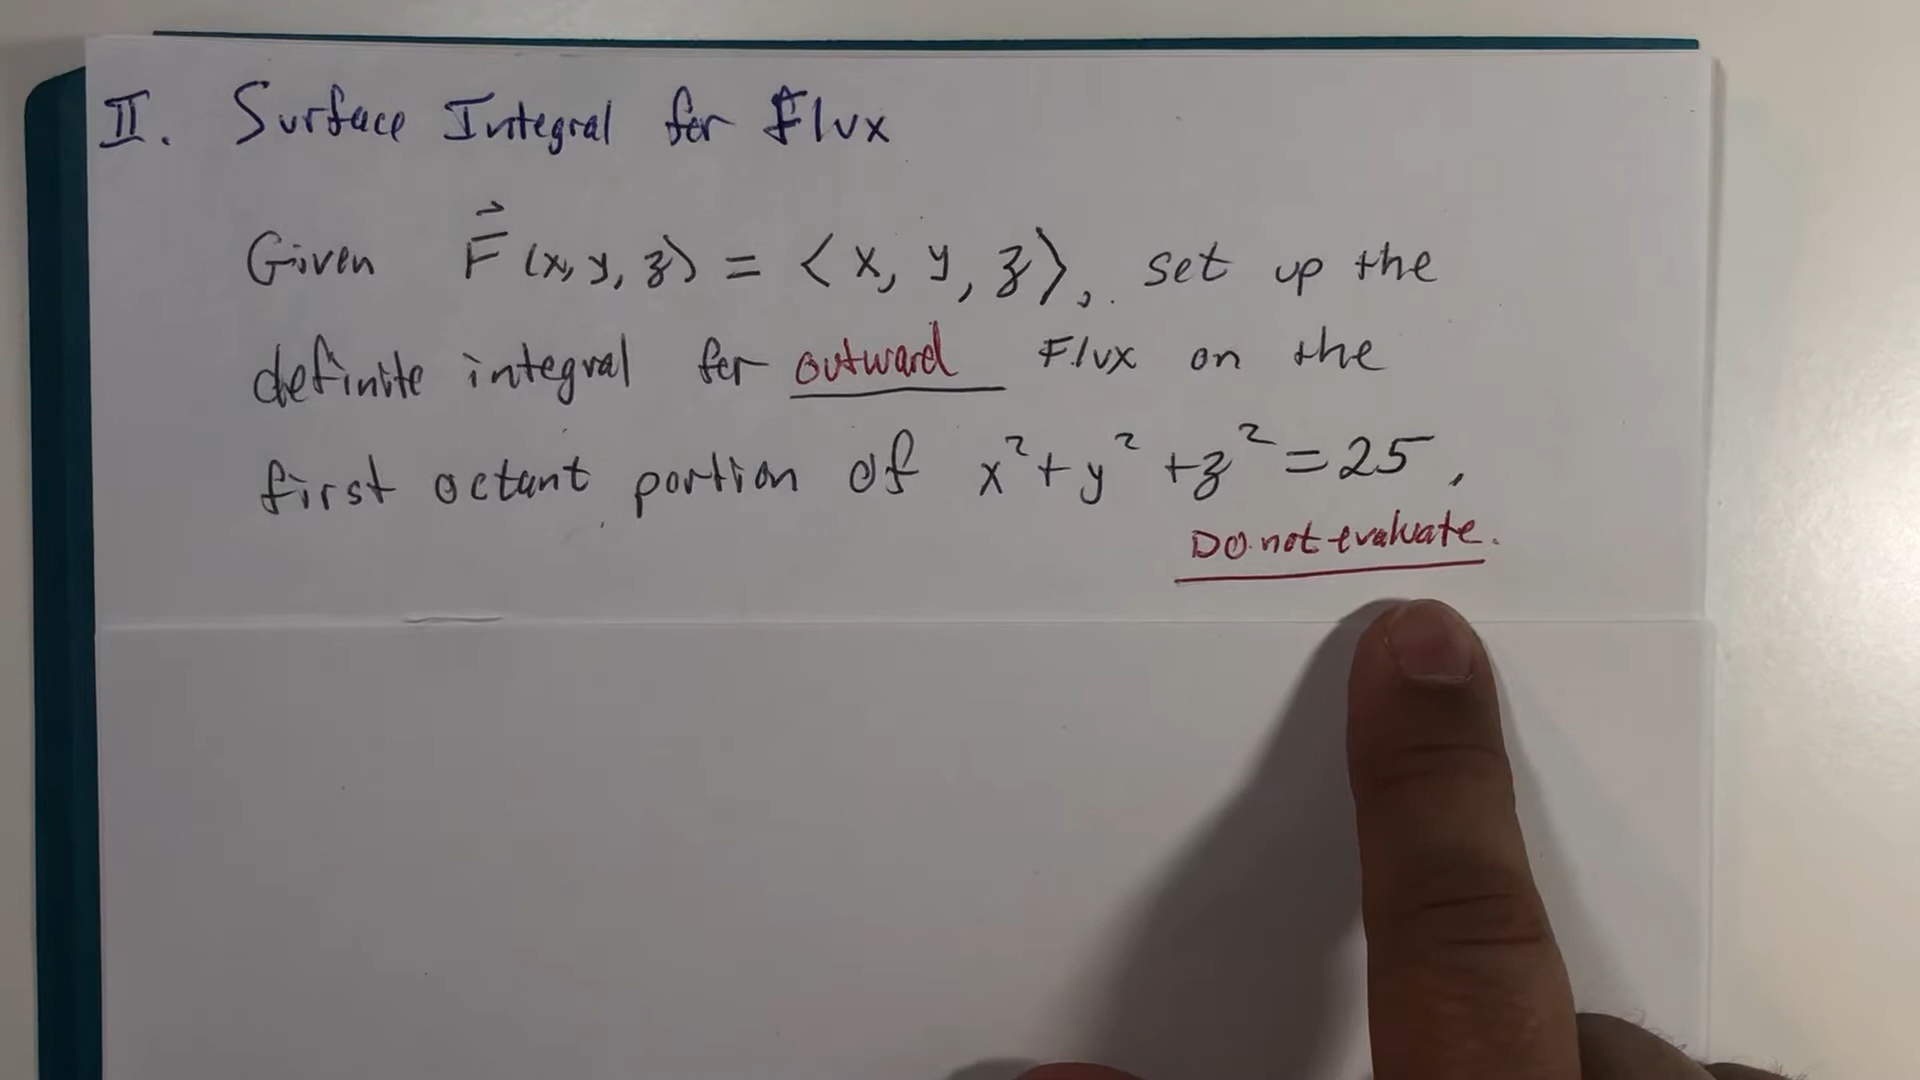 II. Surface Integral for Flux
Given F⃗(x, y, z) = ⟨x, y, z⟩, set up the
definite integral for outward Flux on the
first octant portion of x² + y² + z² = 25.
Do not evaluate.